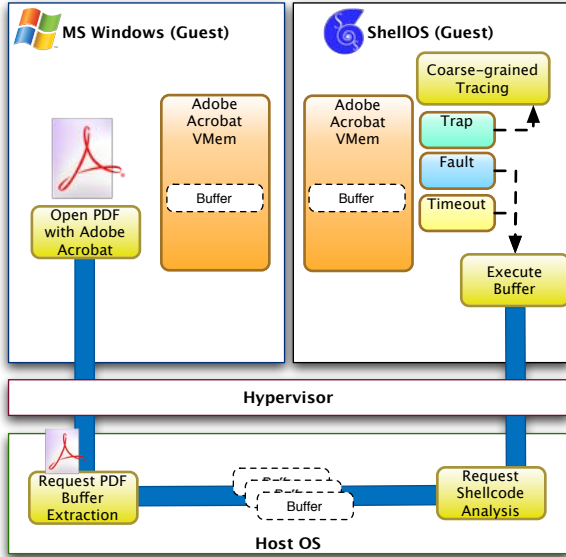 MS Windows (Guest)
Adobe
Acrobat
VMem
Buffer
Open PDF
with Adobe
Acrobat
ShellOS (Guest)
Coarse-grained
Tracing
Adobe
Acrobat
VMem
Buffer
Trap
Fault
Timeout
Execute
Buffer
Hypervisor
Request PDF
Buffer
Extraction
Buffer
Request
Shellcode
Analysis
Host OS